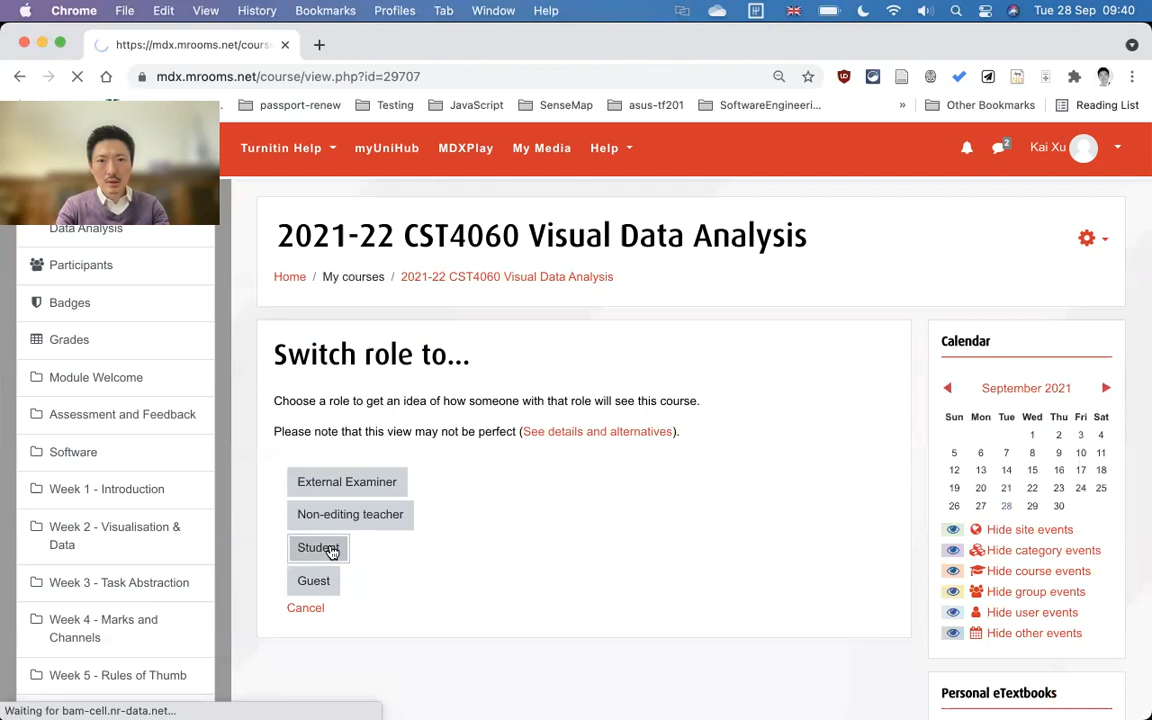 Chrome File Edit View History Bookmarks Profiles Tab Window Help Tue 28 Sep 09:40
https://mdx.mrooms.net/cours
mdx.mrooms.net/course/view.php?id=29707
passport-renew Testing JavaScript SenseMap asus-tf201 SoftwareEngineeri... » Other Bookmarks Reading List
Turnitin Help myUniHub MDXPlay My Media Help 2 Kai Xu
Data Analysis
Participants
Badges
Grades
Module Welcome
Assessment and Feedback
Software
Week 1 - Introduction
Week 2 - Visualisation &
Data
Week 3 - Task Abstraction
Week 4 - Marks and
Channels
Week 5 - Rules of Thumb
2021-22 CST4060 Visual Data Analysis
Home / My courses / 2021-22 CST4060 Visual Data Analysis
Switch role to...
Choose a role to get an idea of how someone with that role will see this course.
Please note that this view may not be perfect (See details and alternatives).
External Examiner
Non-editing teacher
Student
Guest
Cancel
Calendar
September 2021
Sun Mon Tue Wed Thu Fri Sat
1 2 3 4
5 6 7 8 9 10 11
12 13 14 15 16 17 18
19 20 21 22 23 24 25
26 27 28 29 30
Hide site events
Hide category events
Hide course events
Hide group events
Hide user events
Hide other events
Personal eTextbooks
Waiting for bam-cell.nr-data.net...